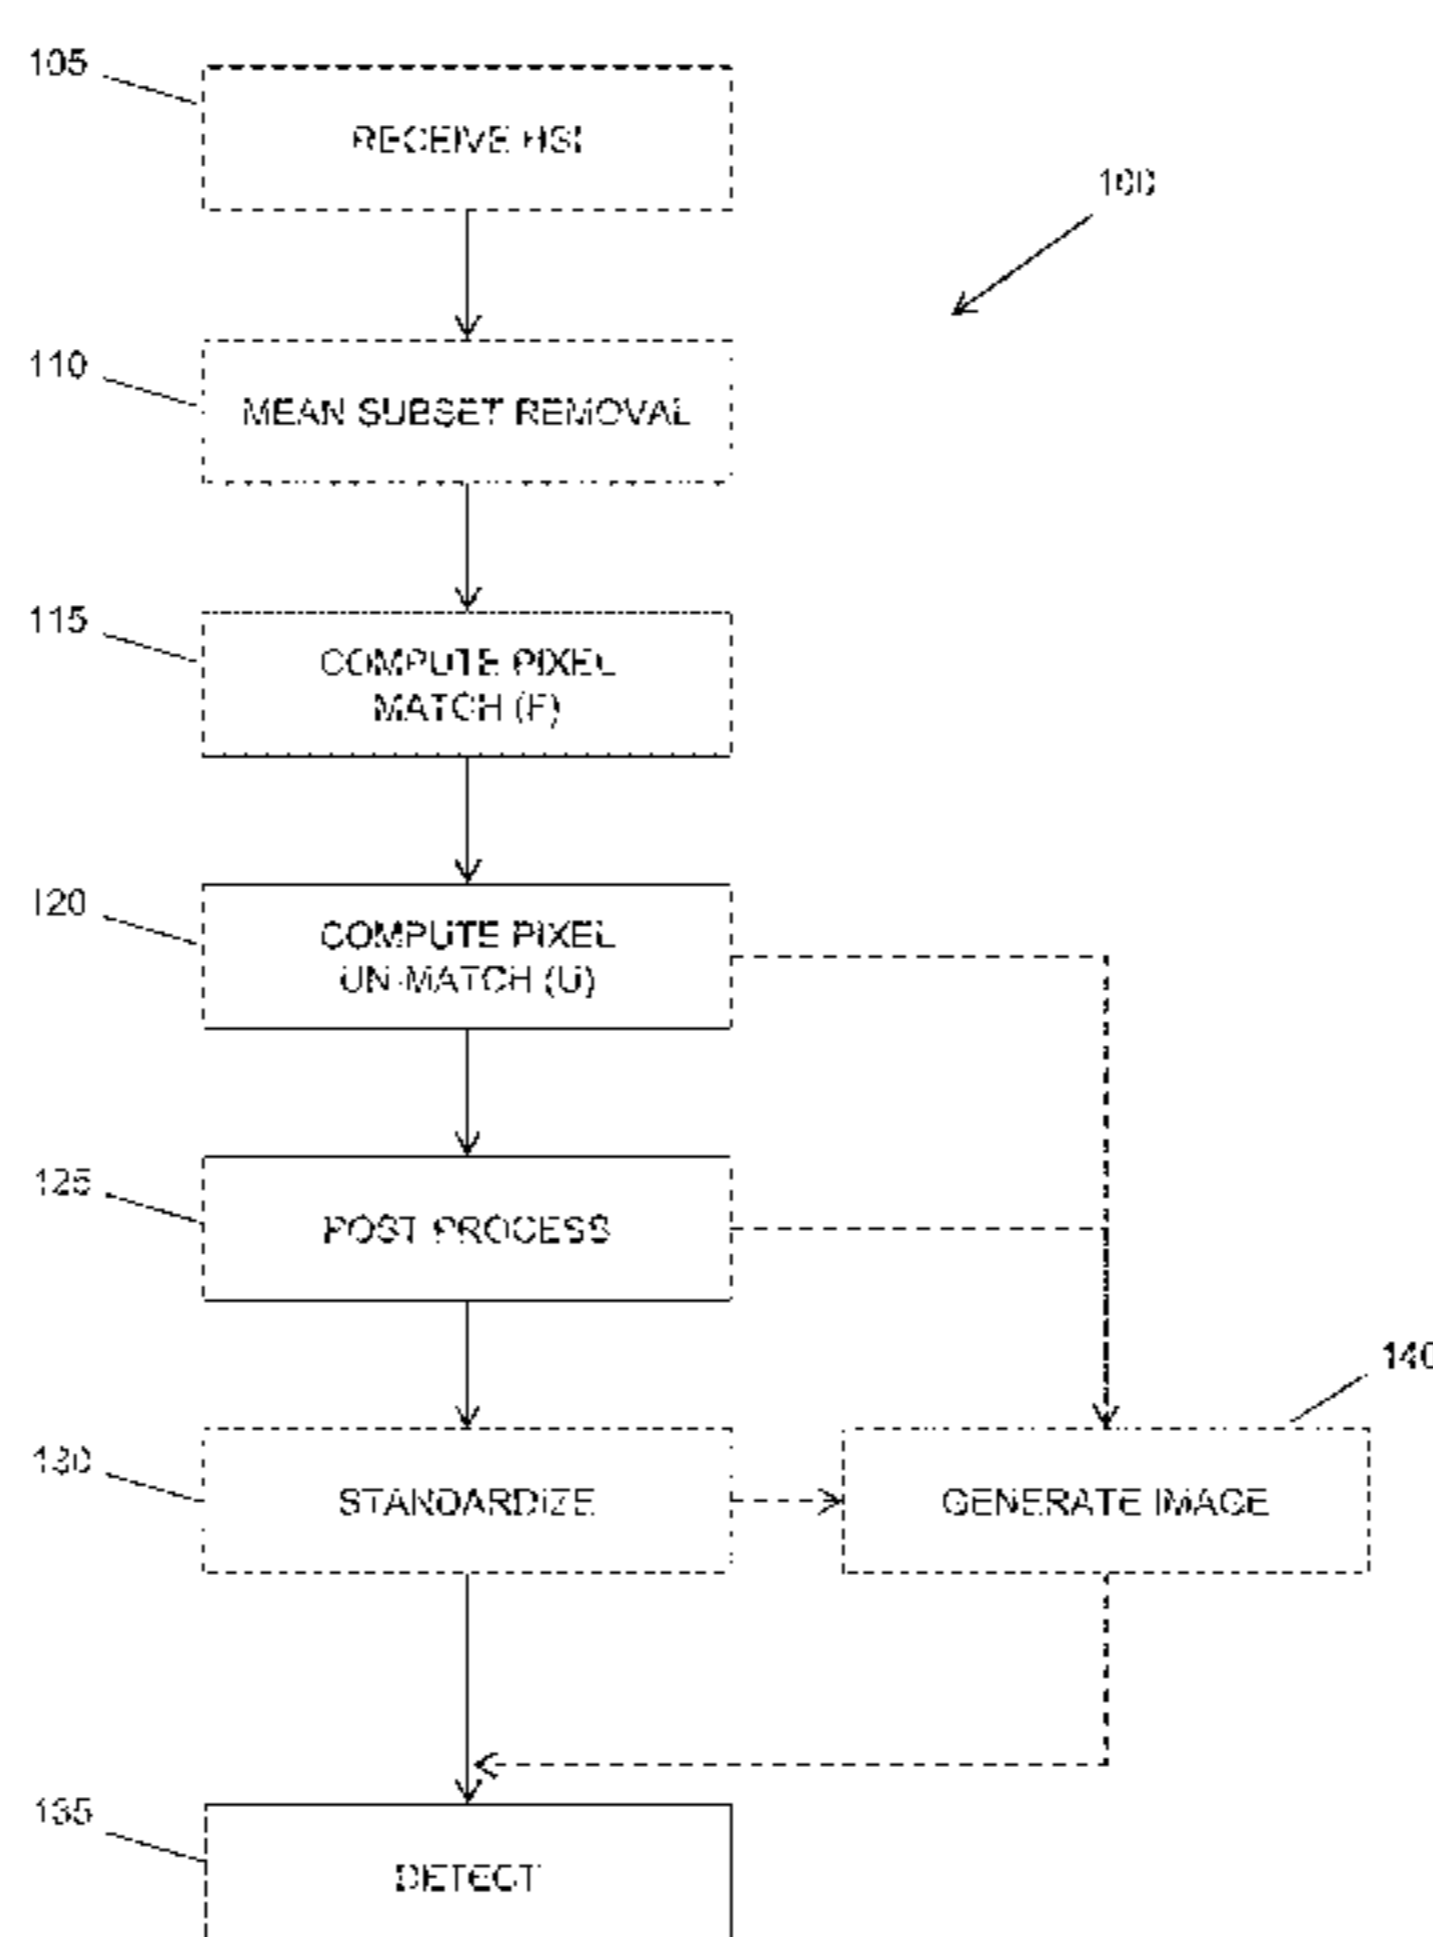 105
RECEIVE HSI
100
110
MEAN SUBSET REMOVAL
115
COMPUTE PIXEL
MATCH (F)
120
COMPUTE PIXEL
UN-MATCH (U)
125
POST PROCESS
140
130
STANDARDIZE
GENERATE IMAGE
135
DETECT